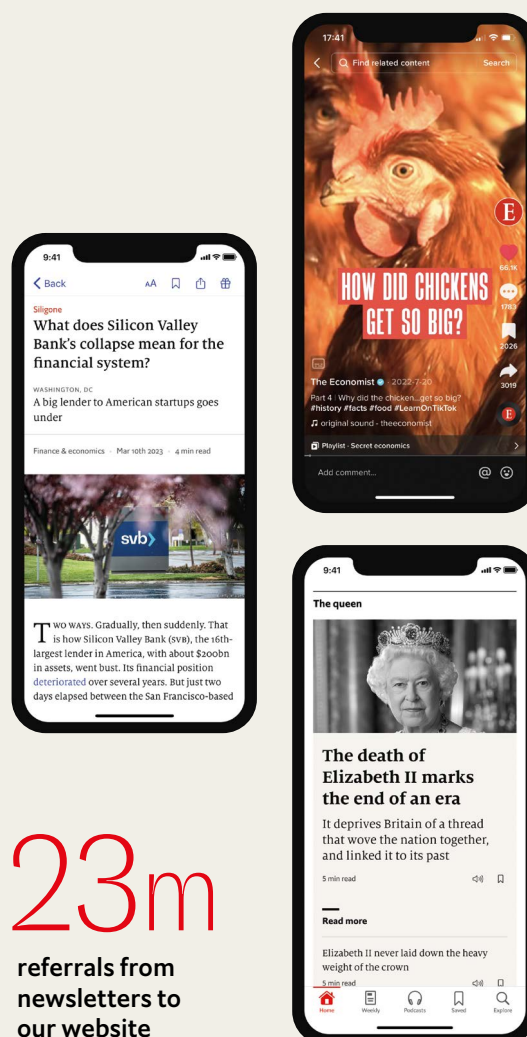 9:41
Back
AA
Siligone
What does Silicon Valley
Bank's collapse mean for the
financial system?
WASHINGTON, DC
A big lender to American startups goes
under
Finance & economics · Mar 10th 2023 · 4 min read
svb>
TWO WAYS. Gradually, then suddenly. That
is how Silicon Valley Bank (SVB), the 16th-
largest lender in America, with about $200bn
in assets, went bust. Its financial position
deteriorated over several years. But just two
days elapsed between the San Francisco-based
23m
referrals from
newsletters to
our website
17:41
Find related content
Search
E
66.1K
HOW DID CHICKENS
GET SO BIG?
1783
2026
3019
The Economist · 2022-7-20
Part 4 | Why did the chicken...get so big?
#history #facts #food #LearnOnTikTok
original sound - theeconomist
E
Playlist · Secret economics
Add comment...
@
9:41
The queen
The death of
Elizabeth II marks
the end of an era
It deprives Britain of a thread
that wove the nation together,
and linked it to its past
5 min read
Read more
Elizabeth II never laid down the heavy
weight of the crown
5 min read
Home
Weekly
Podcasts
Saved
Explore